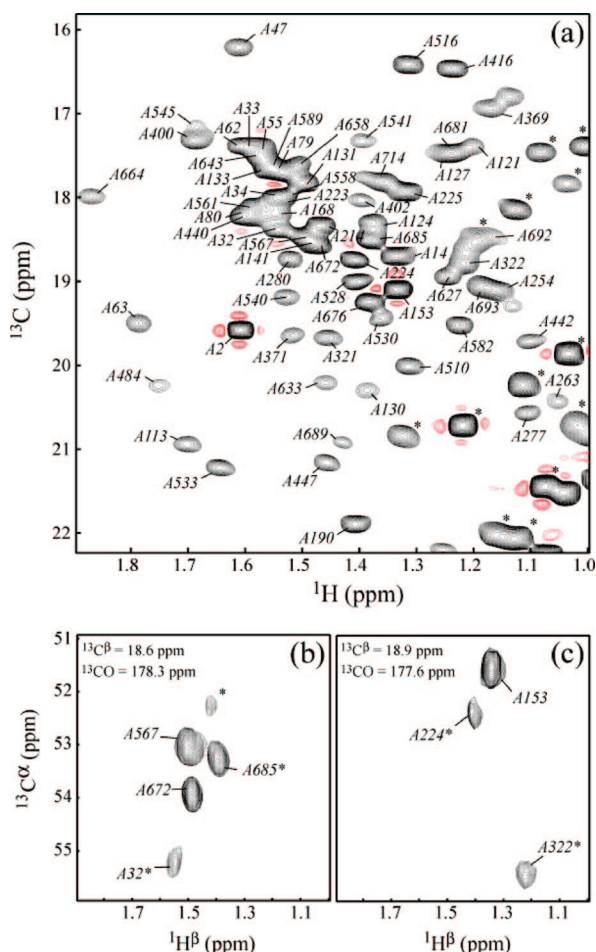 (a)
16
17
18
19
20
21
22
¹³C (ppm)
A47
A516
A416
A545
A33
A55
A589
A658
A541
A369
A400
A62
A79
A131
A681
A121
*
*
A643
A714
A127
A664
A133
A558
*
A34
A223
A402
A225
A561
A168
A124
*
A80
A214
A685
A692
*
A440
A32
A14
A322
A567
A672
A224
A254
A141
A627
A280
A528
A153
A693
A63
A540
A676
A530
A2
A371
A321
A582
A442
*
A484
A633
A130
A510
*
A263
A113
A689
*
*
A277
*
A533
A447
*
A190
*
*
1.8 1.7 1.6 1.5 1.4 1.3 1.2 1.1 1.0
¹H (ppm)
51
52
53
54
55
¹³Cα (ppm)
¹³Cβ = 18.6 ppm
(b)
¹³CO = 178.3 ppm
*
A567
A685*
A672
A32*
1.7 1.5 1.3 1.1
¹Hβ (ppm)
¹³Cβ = 18.9 ppm
(c)
¹³CO = 177.6 ppm
A153
A224*
A322*
1.7 1.5 1.3 1.1
¹Hβ (ppm)